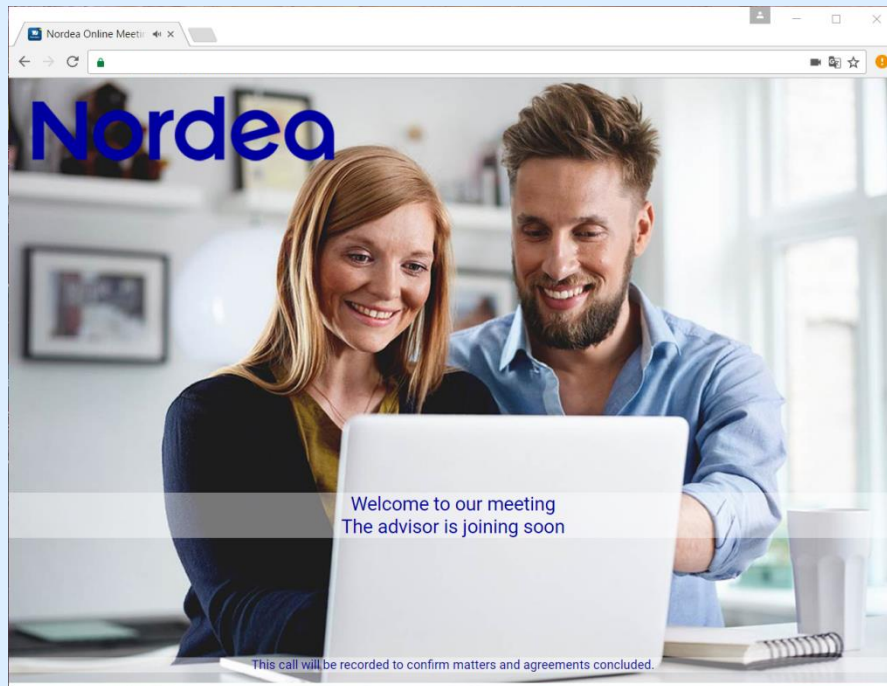 Nordea Online Meeti
Nordea
Welcome to our meeting
The advisor is joining soon
This call will be recorded to confirm matters and agreements concluded.